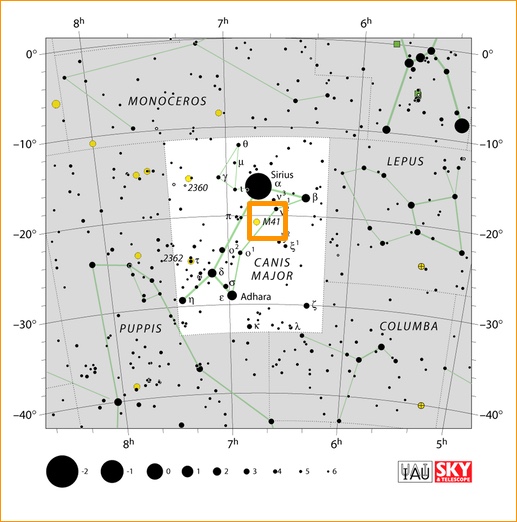 8h 7h 6h
0° 0°
MONOCEROS
−10° −10°
θ
μ
γ
LEPUS
Sirius
α
ι
2360
β
π
M41
−20° −20°
ξ1
ο1
2362
τ
CANIS
MAJOR
δ
σ
η
ε
Adhara
ζ
−30° −30°
PUPPIS
κ
λ
COLUMBA
−40° −40°
8h 7h 6h 5h
-2 -1 0 1 2 3 4 5 6
IAU
SKY
& TELESCOPE